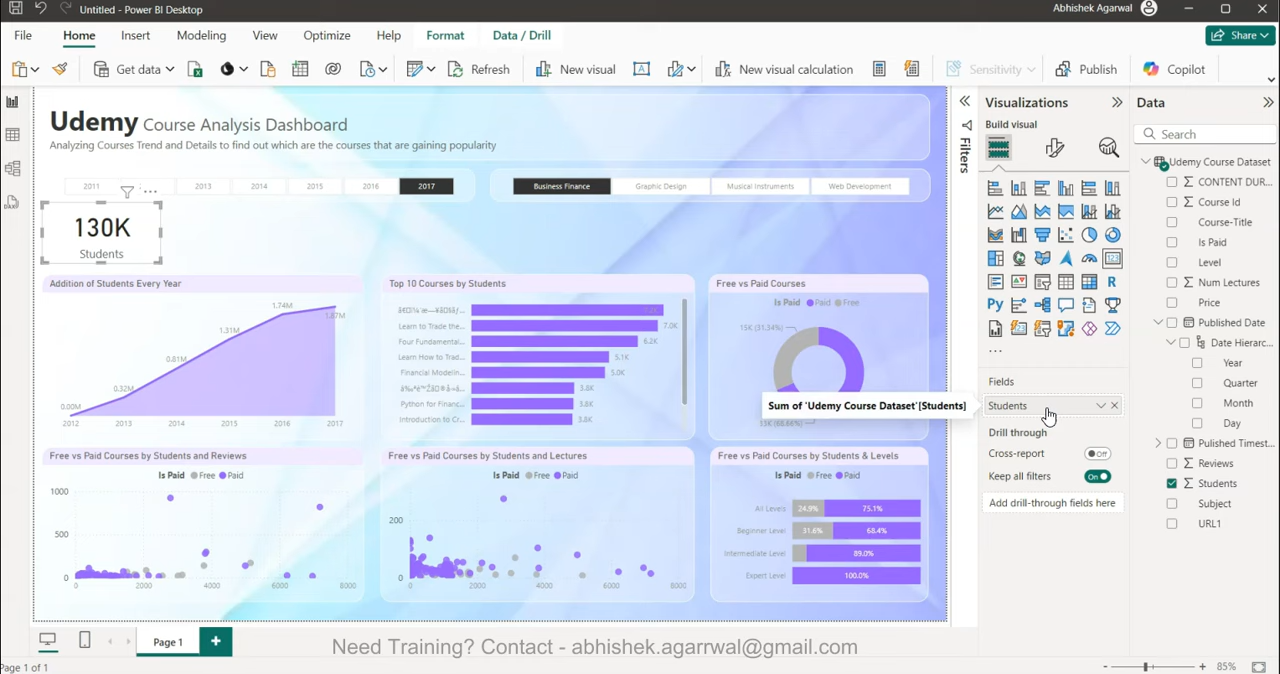 Untitled - Power BI Desktop
Abhishek Agarwal
File Home Insert Modeling View Optimize Help Format Data / Drill
Share
Get data
Refresh
New visual
New visual calculation
Sensitivity
Publish
Copilot
Udemy Course Analysis Dashboard
Analyzing Courses Trend and Details to find out which are the courses that are gaining popularity
2011 2013 2014 2015 2016 2017
Business Finance Graphic Design Musical Instruments Web Development
130K
Students
Addition of Students Every Year
0.00M
0.32M
0.81M
1.31M
1.74M
1.87M
2012 2013 2014 2015 2016 2017
Top 10 Courses by Students
Learn to Trade the... 7.0K
Four Fundamental... 6.2K
Learn How to Trad... 5.1K
Financial Modelin... 5.0K
3.8K
Python for Financ... 3.8K
Introduction to Cr... 3.8K
Free vs Paid Courses
Is Paid Paid Free
15K (31.34%)
33K (68.66%)
Sum of 'Udemy Course Dataset'[Students]
Free vs Paid Courses by Students and Reviews
Is Paid Free Paid
1000
500
0
0 2000 4000 6000 8000
Free vs Paid Courses by Students and Lectures
Is Paid Free Paid
200
0
0 2000 4000 6000 8000
Free vs Paid Courses by Students & Levels
Is Paid Free Paid
All Levels 24.9% 75.1%
Beginner Level 31.6% 68.4%
Intermediate Level 89.0%
Expert Level 100.0%
Filters
Visualizations
Build visual
123
R
Py
...
Fields
Students
Drill through
Cross-report Off
Keep all filters On
Add drill-through fields here
Data
Search
Udemy Course Dataset
CONTENT DUR...
Course Id
Course-Title
Is Paid
Level
Num Lectures
Price
Published Date
Date Hierarc...
Year
Quarter
Month
Day
Pulished Timest...
Reviews
Students
Subject
URL1
Page 1
Need Training? Contact - abhishek.agarrwal@gmail.com
Page 1 of 1
- + 85%